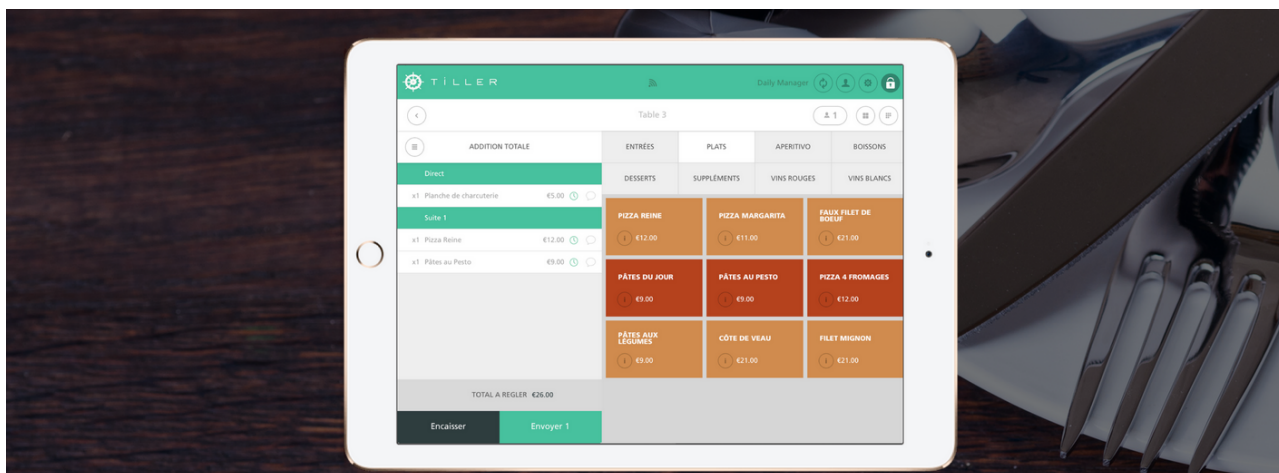 TiLLER
Daily Manager
Table 3
1
ADDITION TOTALE
ENTRÉES
PLATS
APERITIVO
BOISSONS
DESSERTS
SUPPLÉMENTS
VINS ROUGES
VINS BLANCS
Direct
x1 Planche de charcuterie €5.00
Suite 1
x1 Pizza Reine €12.00
x1 Pâtes au Pesto €9.00
PIZZA REINE
i €12.00
PIZZA MARGARITA
i €11.00
FAUX FILET DE
BOEUF
i €21.00
PÂTES DU JOUR
i €9.00
PÂTES AU PESTO
i €9.00
PIZZA 4 FROMAGES
i €12.00
PÂTES AUX
LÉGUMES
i €9.00
CÔTE DE VEAU
i €21.00
FILET MIGNON
i €21.00
TOTAL A REGLER €26.00
Encaisser
Envoyer 1